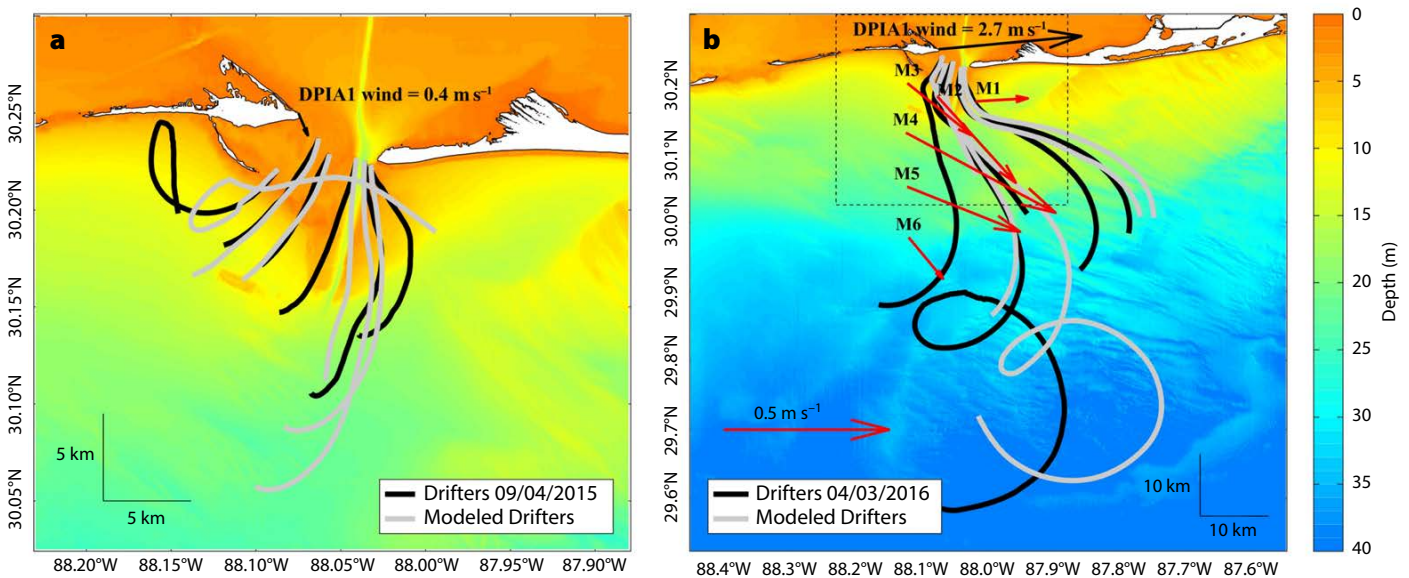 a
DPIA1 wind = 0.4 m s⁻¹
30.25°N
30.20°N
30.15°N
30.10°N
30.05°N
5 km
5 km
Drifters 09/04/2015
Modeled Drifters
88.20°W 88.15°W 88.10°W 88.05°W 88.00°W 87.95°W 87.90°W
b
DPIA1 wind = 2.7 m s⁻¹
M3
M2
M1
M4
M5
M6
30.2°N
30.1°N
30.0°N
29.9°N
29.8°N
29.7°N
29.6°N
0.5 m s⁻¹
10 km
10 km
Drifters 04/03/2016
Modeled Drifters
88.4°W 88.3°W 88.2°W 88.1°W 88.0°W 87.9°W 87.8°W 87.7°W 87.6°W
0
5
10
15
20
25
30
35
40
Depth (m)